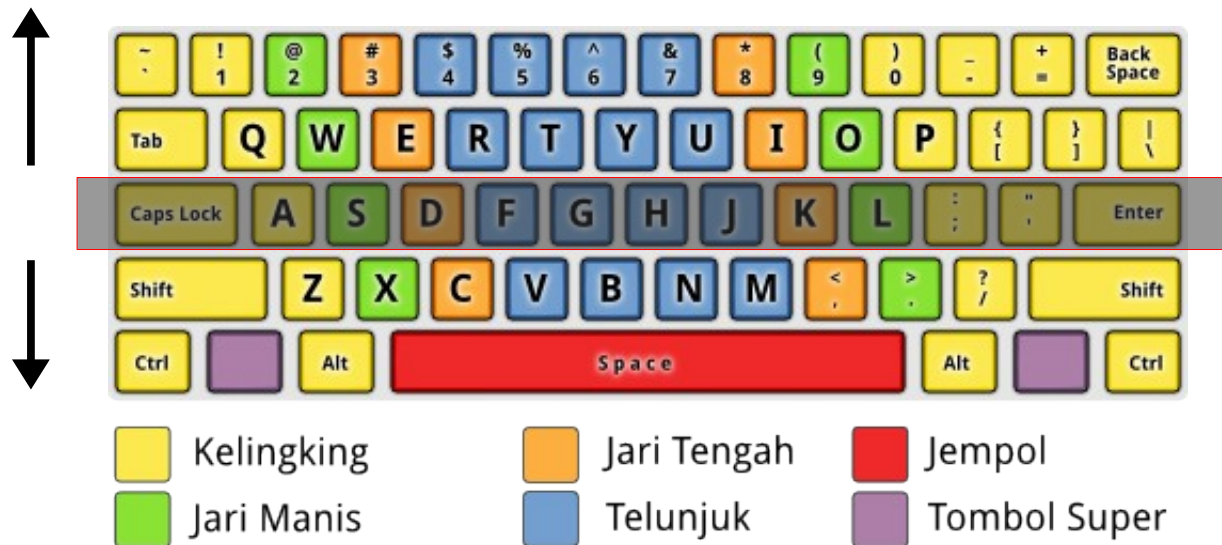 ~ ! @ # $ % ^ & * ( ) _ + Back
` 1 2 3 4 5 6 7 8 9 0 - = Space
Tab Q W E R T Y U I O P { } |
[ ] \
Caps Lock A S D F G H J K L : " Enter
; '
Shift Z X C V B N M < > ? Shift
, . /
Ctrl Alt Space Alt Ctrl
Kelingking Jari Tengah Jempol
Jari Manis Telunjuk Tombol Super